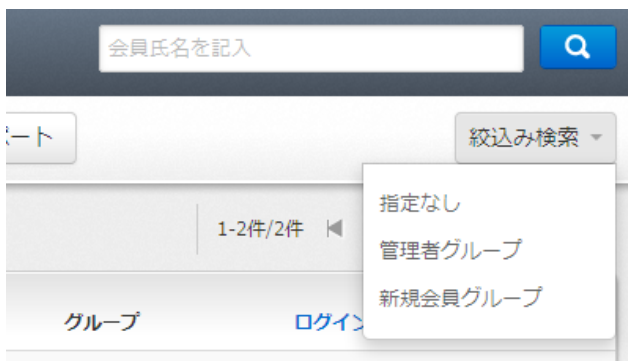 会員氏名を記入
ポート
絞込み検索
指定なし
1-2件/2件
管理者グループ
新規会員グループ
グループ
ログイン